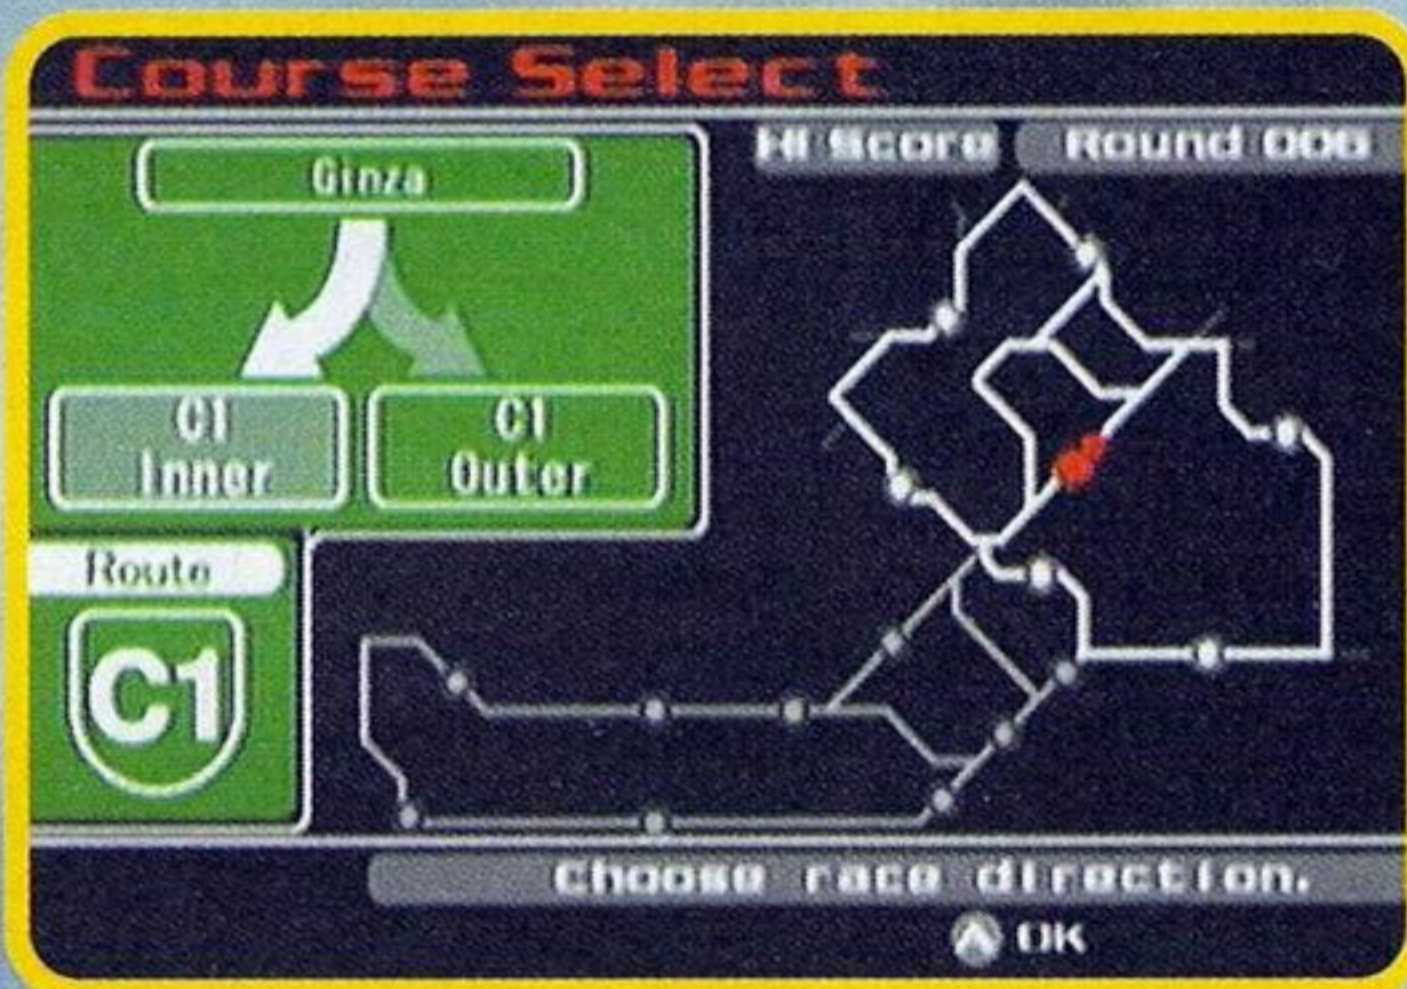 Course Select
Hi Score
Round 006
Ginza
C1
Inner
C1
Outer
Route
C1
Choose race direction.
OK